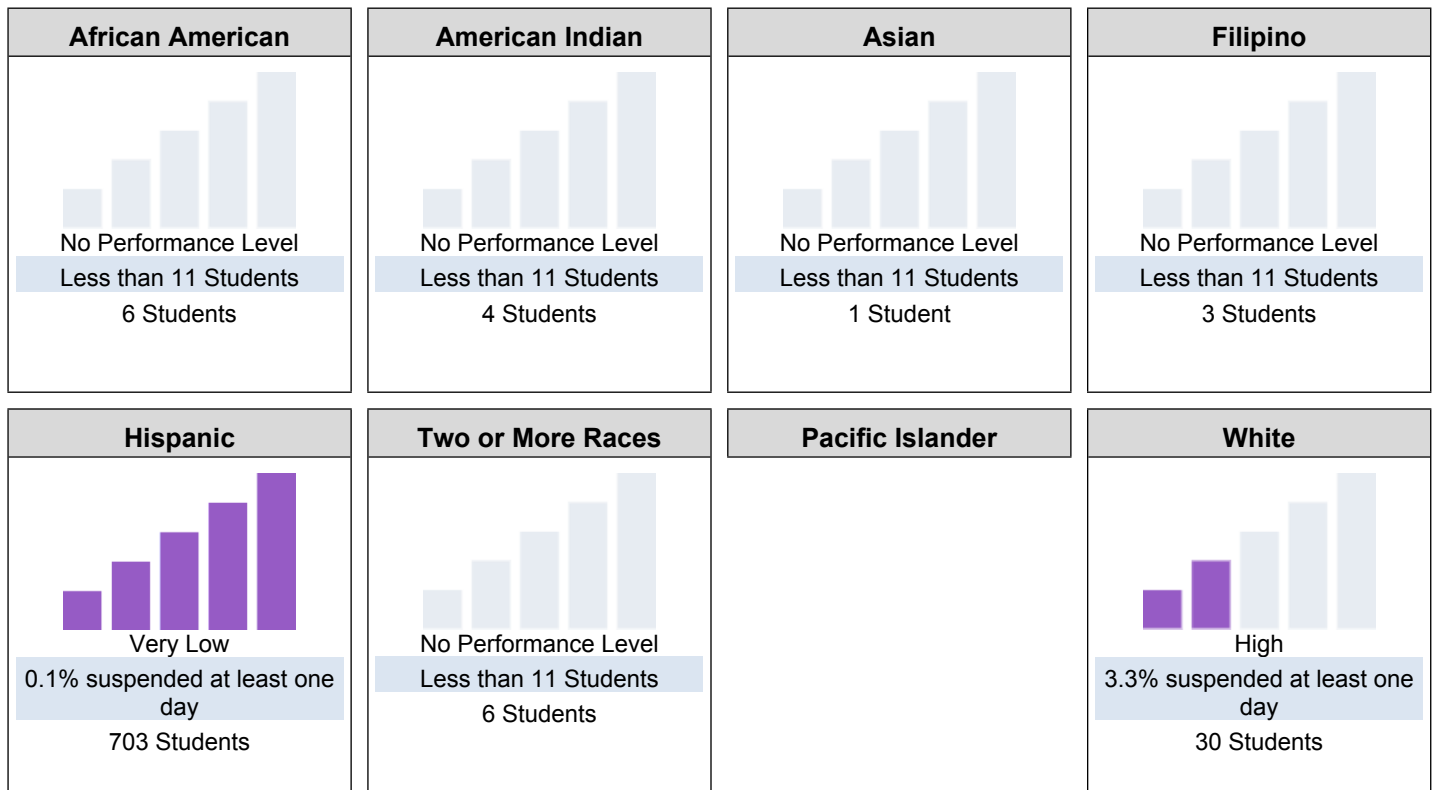 African American
No Performance Level
Less than 11 Students
6 Students
American Indian
No Performance Level
Less than 11 Students
4 Students
Asian
No Performance Level
Less than 11 Students
1 Student
Filipino
No Performance Level
Less than 11 Students
3 Students
Hispanic
Very Low
0.1% suspended at least one
day
703 Students
Two or More Races
No Performance Level
Less than 11 Students
6 Students
Pacific Islander
White
High
3.3% suspended at least one
day
30 Students